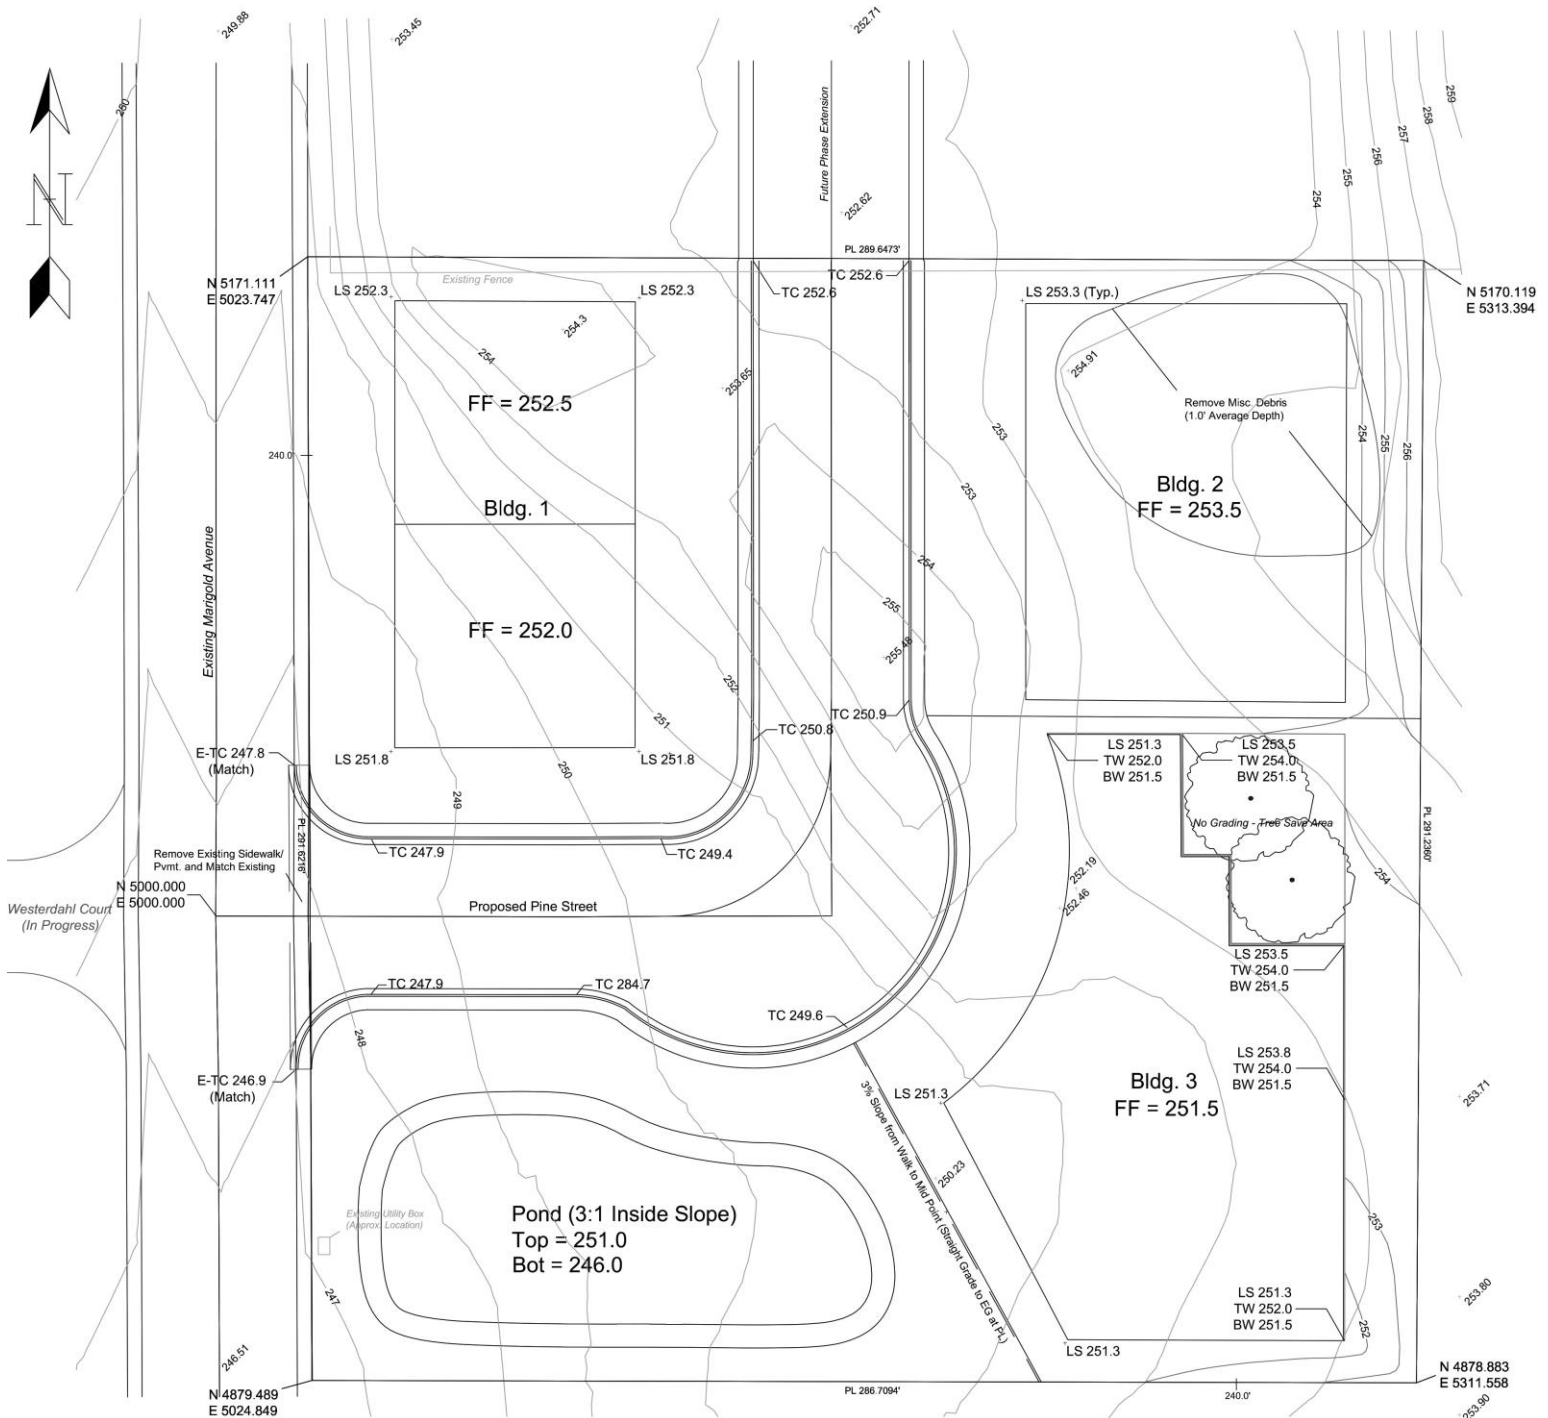 249.88
253.45
252.71
250
259
258
257
256
255
254
Future Phase Extension
252.62
N
PL 289.6473'
N 5171.111
E 5023.747
Existing Fence
TC 252.6
TC 252.6
LS 252.3
LS 252.3
LS 253.3 (Typ.)
N 5170.119
E 5313.394
254.3
254
253.65
254.91
FF = 252.5
Remove Misc. Debris
(1.0' Average Depth)
253
254
255
256
240.0'
253
Bldg. 1
Bldg. 2
FF = 253.5
Existing Marigold Avenue
254
255
FF = 252.0
255.48
252
251
TC 250.9
TC 250.8
E-TC 247.8
(Match)
LS 251.8
LS 251.8
250
249
LS 251.3
TW 252.0
BW 251.5
LS 253.5
TW 254.0
BW 251.5
No Grading - Tree Save Area
PL 291.2360'
PL 291.6216'
TC 247.9
TC 249.4
Remove Existing Sidewalk/
Pvmt. and Match Existing
252.19
254
N 5000.000
E 5000.000
252.46
Westerdahl Court
(In Progress)
Proposed Pine Street
LS 253.5
TW 254.0
BW 251.5
TC 247.9
TC 284.7
TC 249.6
248
LS 253.8
TW 254.0
BW 251.5
E-TC 246.9
(Match)
LS 251.3
Bldg. 3
FF = 251.5
253.71
3% Slope from Walk to Mid Point (Straight Grade to EG at PL)
250.23
Existing Utility Box
(Approx. Location)
Pond (3:1 Inside Slope)
Top = 251.0
Bot = 246.0
253
247
LS 251.3
TW 252.0
BW 251.5
253.80
252
246.51
LS 251.3
N 4879.489
E 5024.849
PL 286.7094'
240.0'
N 4878.883
E 5311.558
253.90